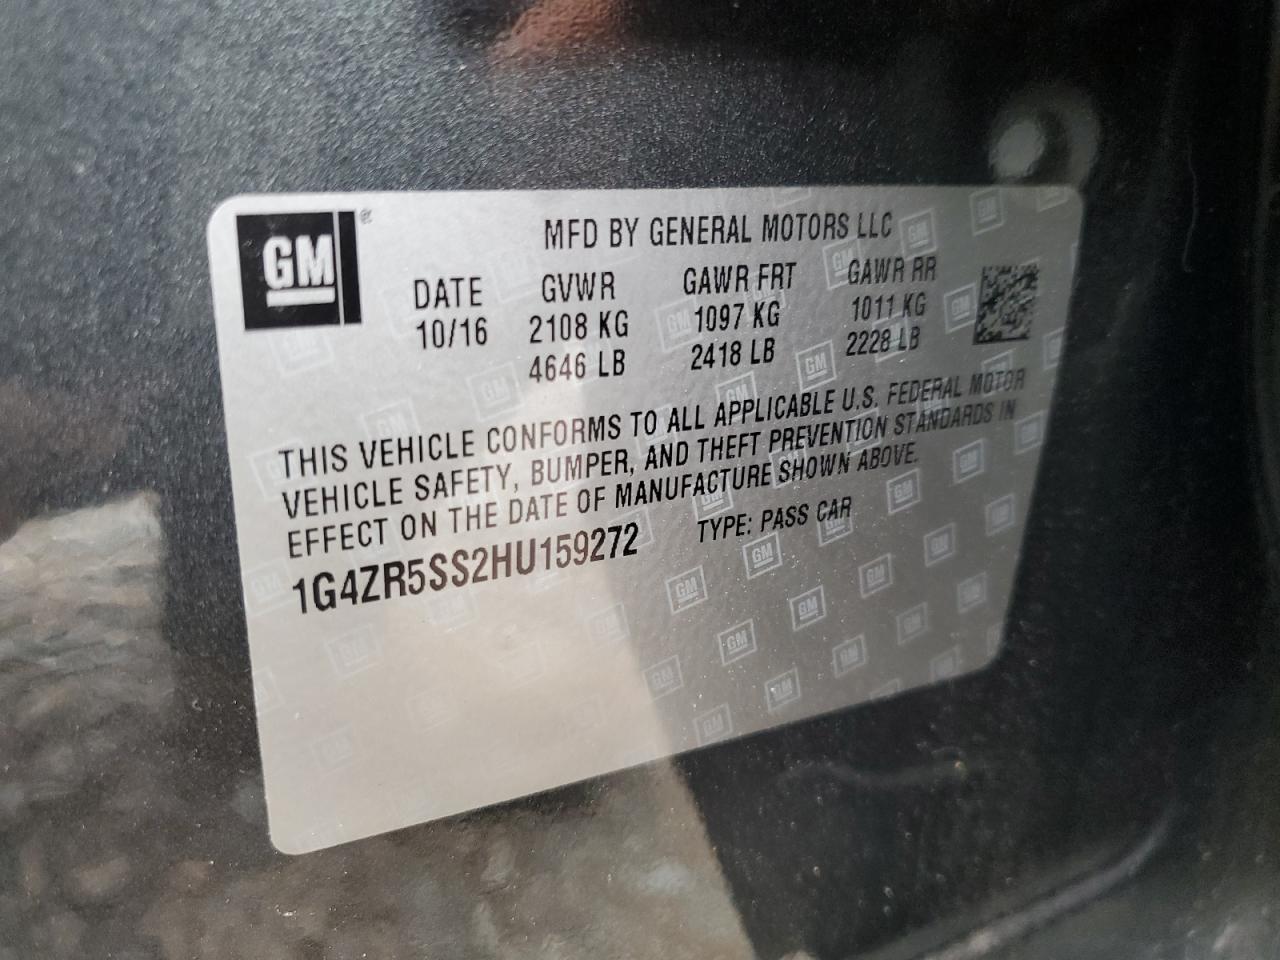 GM ®
MFD BY GENERAL MOTORS LLC
DATE GVWR GAWR FRT GAWR RR
10/16 2108 KG 1097 KG 1011 KG
4646 LB 2418 LB 2228 LB
THIS VEHICLE CONFORMS TO ALL APPLICABLE U.S. FEDERAL MOTOR
VEHICLE SAFETY, BUMPER, AND THEFT PREVENTION STANDARDS IN
EFFECT ON THE DATE OF MANUFACTURE SHOWN ABOVE.
1G4ZR5SS2HU159272 TYPE: PASS CAR